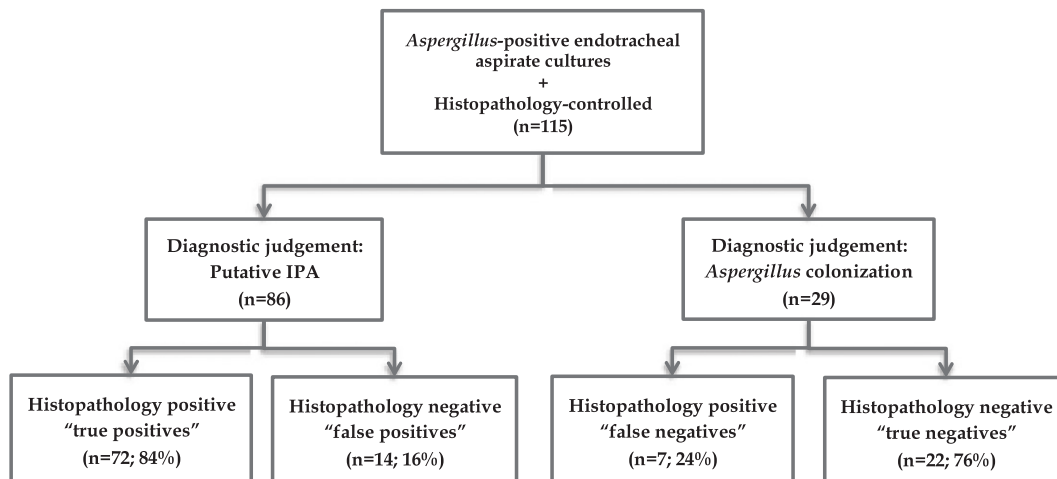 Aspergillus-positive endotracheal
aspirate cultures
+
Histopathology-controlled
(n=115)
Diagnostic judgement:
Putative IPA
(n=86)
Diagnostic judgement:
Aspergillus colonization
(n=29)
Histopathology positive
“true positives”
(n=72; 84%)
Histopathology negative
“false positives”
(n=14; 16%)
Histopathology positive
“false negatives”
(n=7; 24%)
Histopathology negative
“true negatives”
(n=22; 76%)